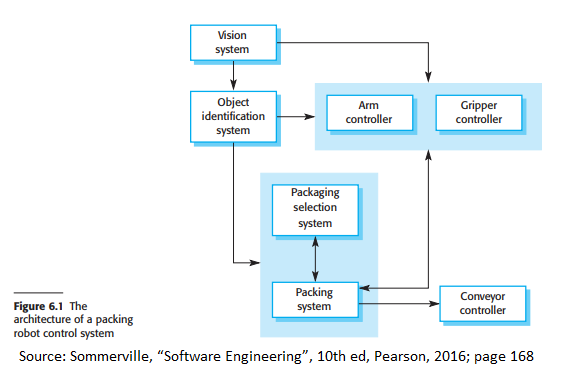 Vision
system
Object
identification
system
Arm
controller
Gripper
controller
Packaging
selection
system
Packing
system
Conveyor
controller
Figure 6.1 The
architecture of a packing
robot control system
Source: Sommerville, “Software Engineering”, 10th ed, Pearson, 2016; page 168